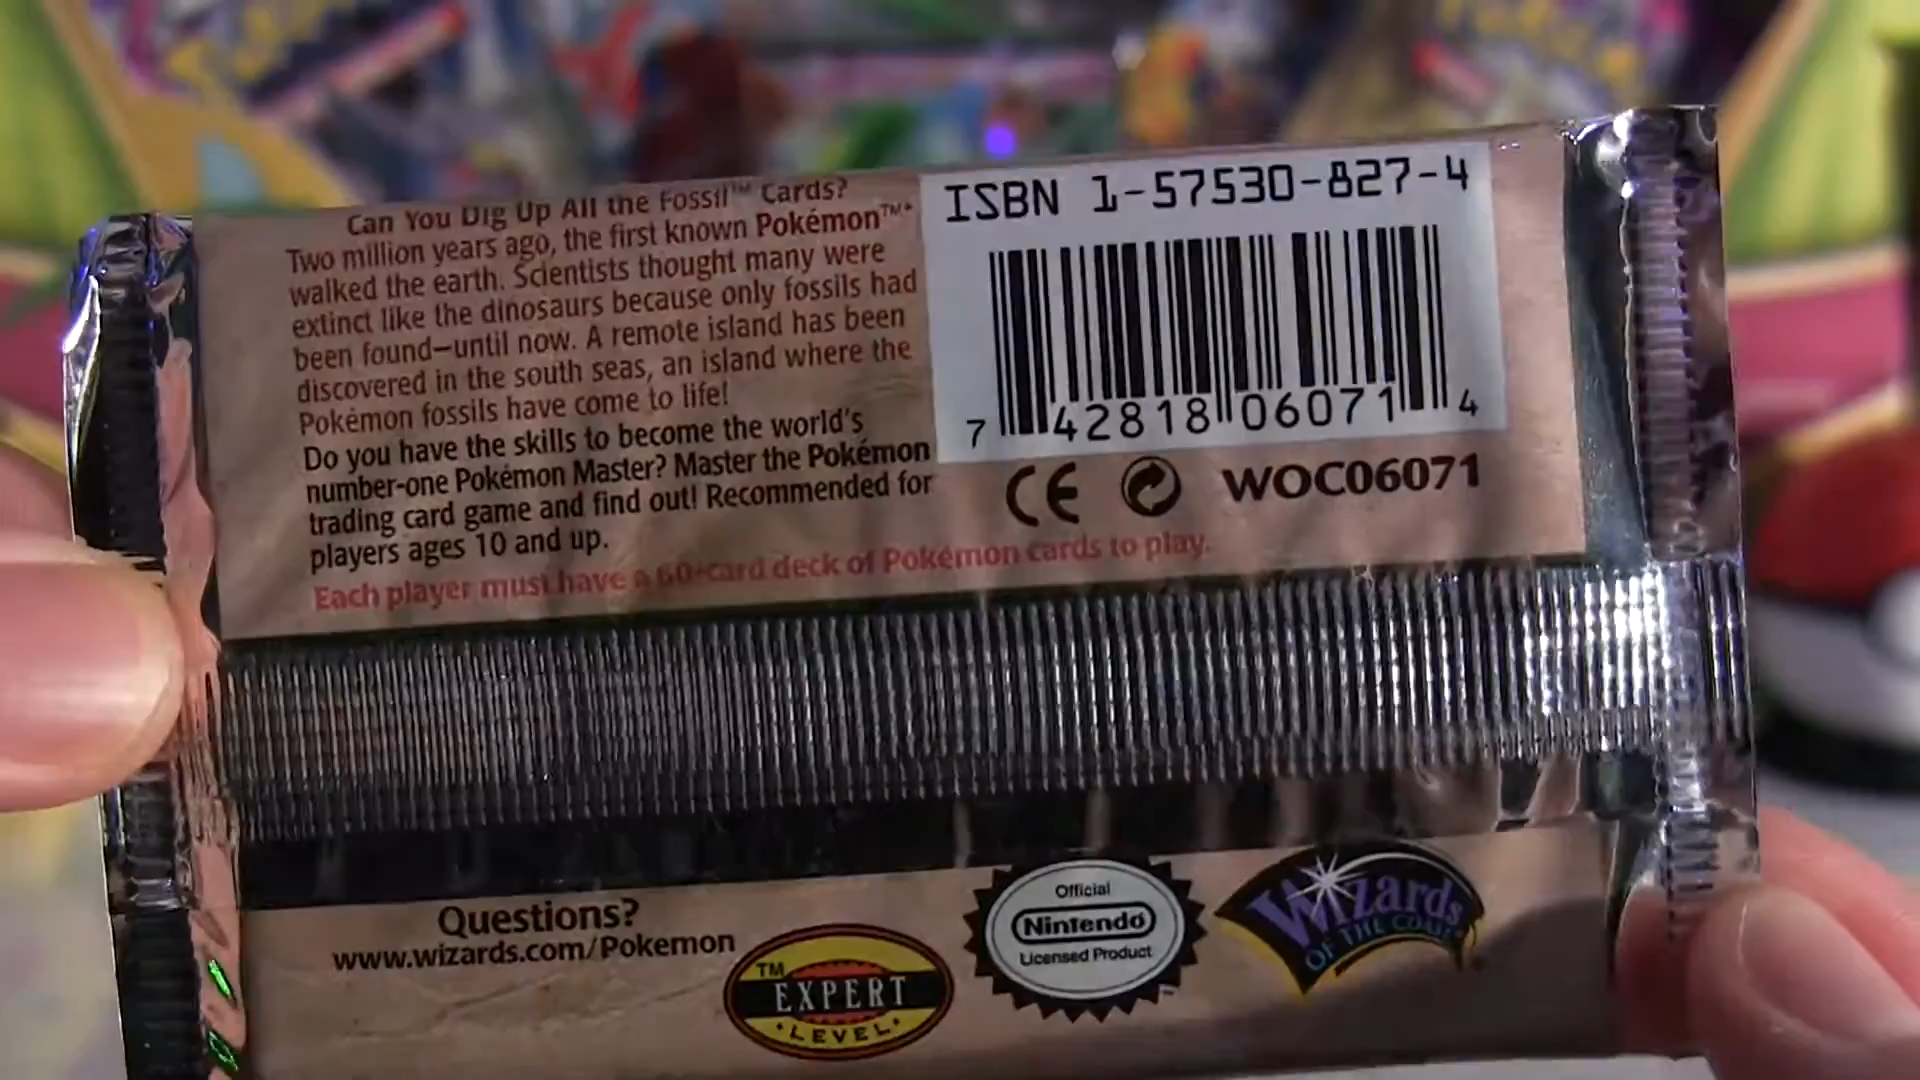 Can You Dig Up All the Fossil™ Cards?
Two million years ago, the first known Pokémon™*
walked the earth. Scientists thought many were
extinct like the dinosaurs because only fossils had
been found–until now. A remote island has been
discovered in the south seas, an island where the
Pokémon fossils have come to life!
Do you have the skills to become the world's
number-one Pokémon Master? Master the Pokémon
trading card game and find out! Recommended for
players ages 10 and up.
Each player must have a 60-card deck of Pokémon cards to play.
ISBN 1-57530-827-4
7 42818 06071 4
CE WOC06071
Questions?
www.wizards.com/Pokemon
TM
EXPERT
LEVEL
Official
Nintendo
Licensed Product
Wizards
OF THE COAST